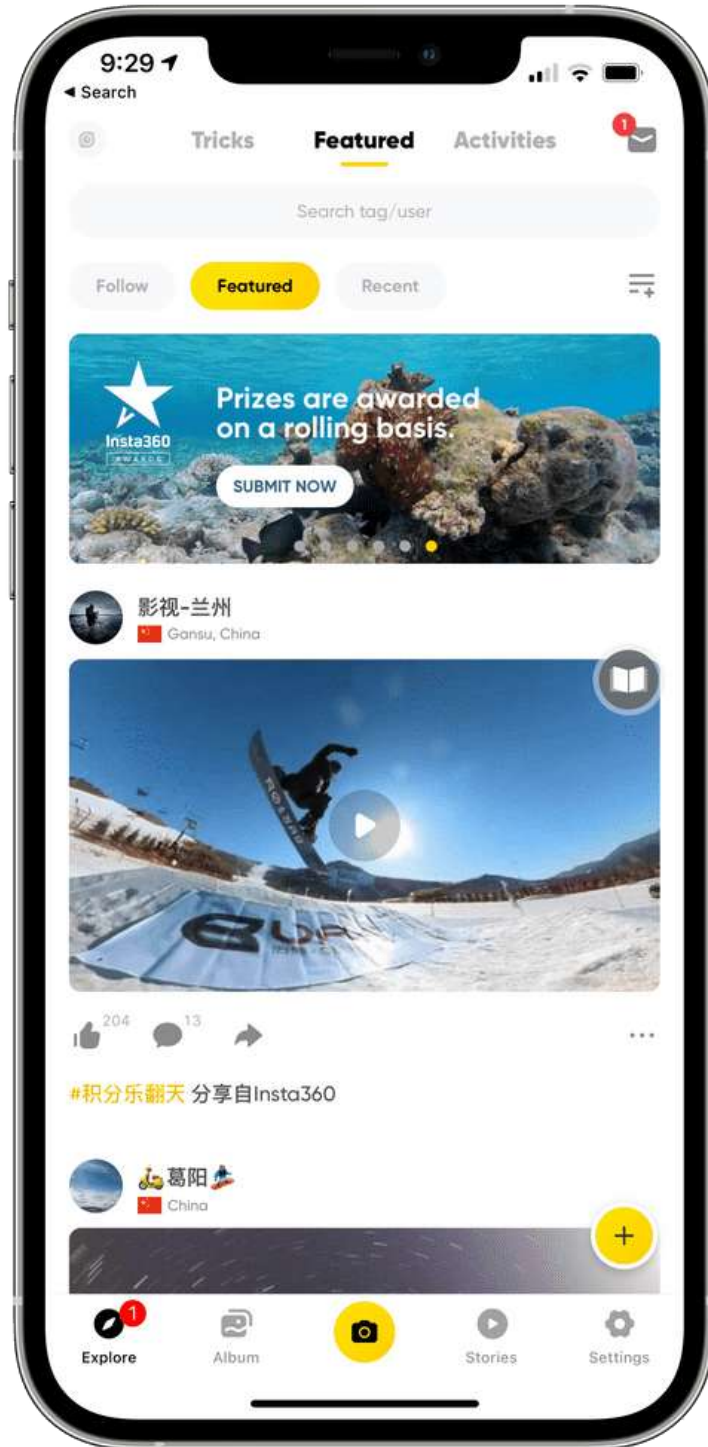 9:29
Search
1
Tricks Featured Activities
Search tag/user
Follow Featured Recent
Prizes are awarded
on a rolling basis.
Insta360
AWARDS
SUBMIT NOW
影视-兰州
Gansu, China
204 13
#积分乐翻天 分享自Insta360
葛阳
China
+
1
Explore Album Stories Settings